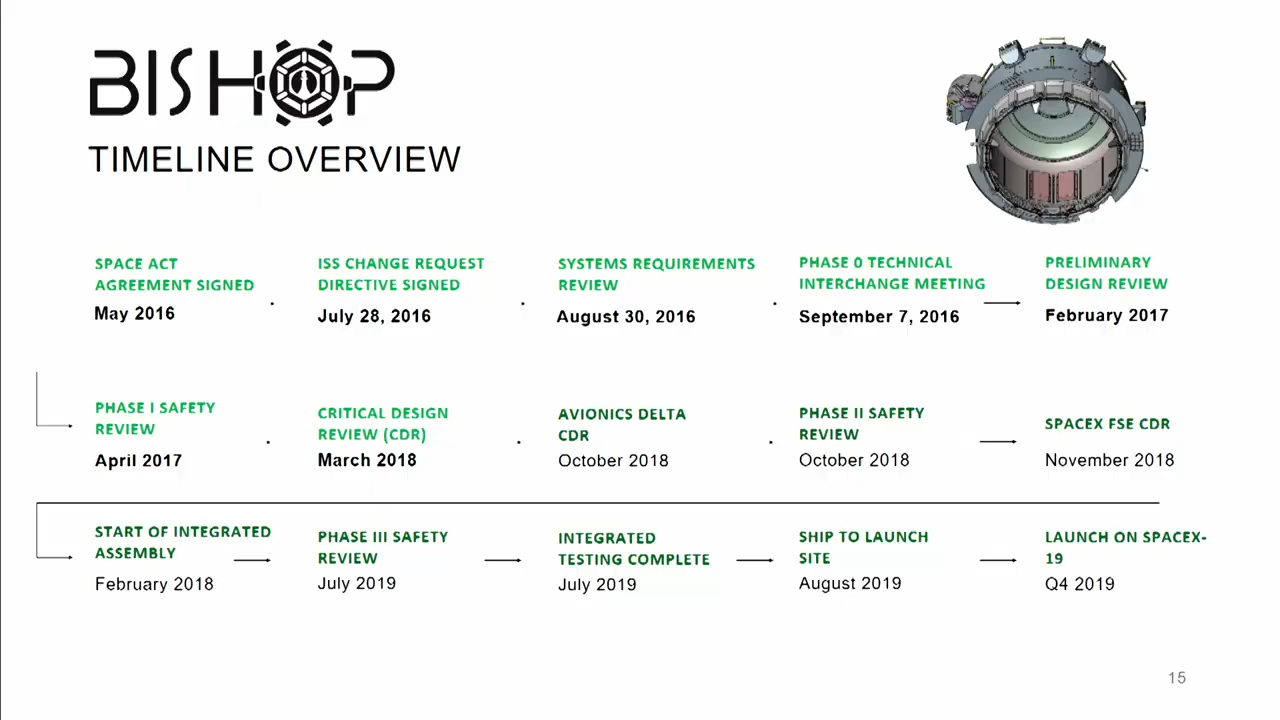 BISHOP
TIMELINE OVERVIEW
SPACE ACT
AGREEMENT SIGNED
May 2016
ISS CHANGE REQUEST
DIRECTIVE SIGNED
July 28, 2016
SYSTEMS REQUIREMENTS
REVIEW
August 30, 2016
PHASE 0 TECHNICAL
INTERCHANGE MEETING
September 7, 2016
PRELIMINARY
DESIGN REVIEW
February 2017
PHASE I SAFETY
REVIEW
April 2017
CRITICAL DESIGN
REVIEW (CDR)
March 2018
AVIONICS DELTA
CDR
October 2018
PHASE II SAFETY
REVIEW
October 2018
SPACEX FSE CDR
November 2018
START OF INTEGRATED
ASSEMBLY
February 2018
PHASE III SAFETY
REVIEW
July 2019
INTEGRATED
TESTING COMPLETE
July 2019
SHIP TO LAUNCH
SITE
August 2019
LAUNCH ON SPACEX-
19
Q4 2019
15